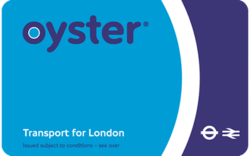 oyster
Transport for London
Issued subject to conditions - see over